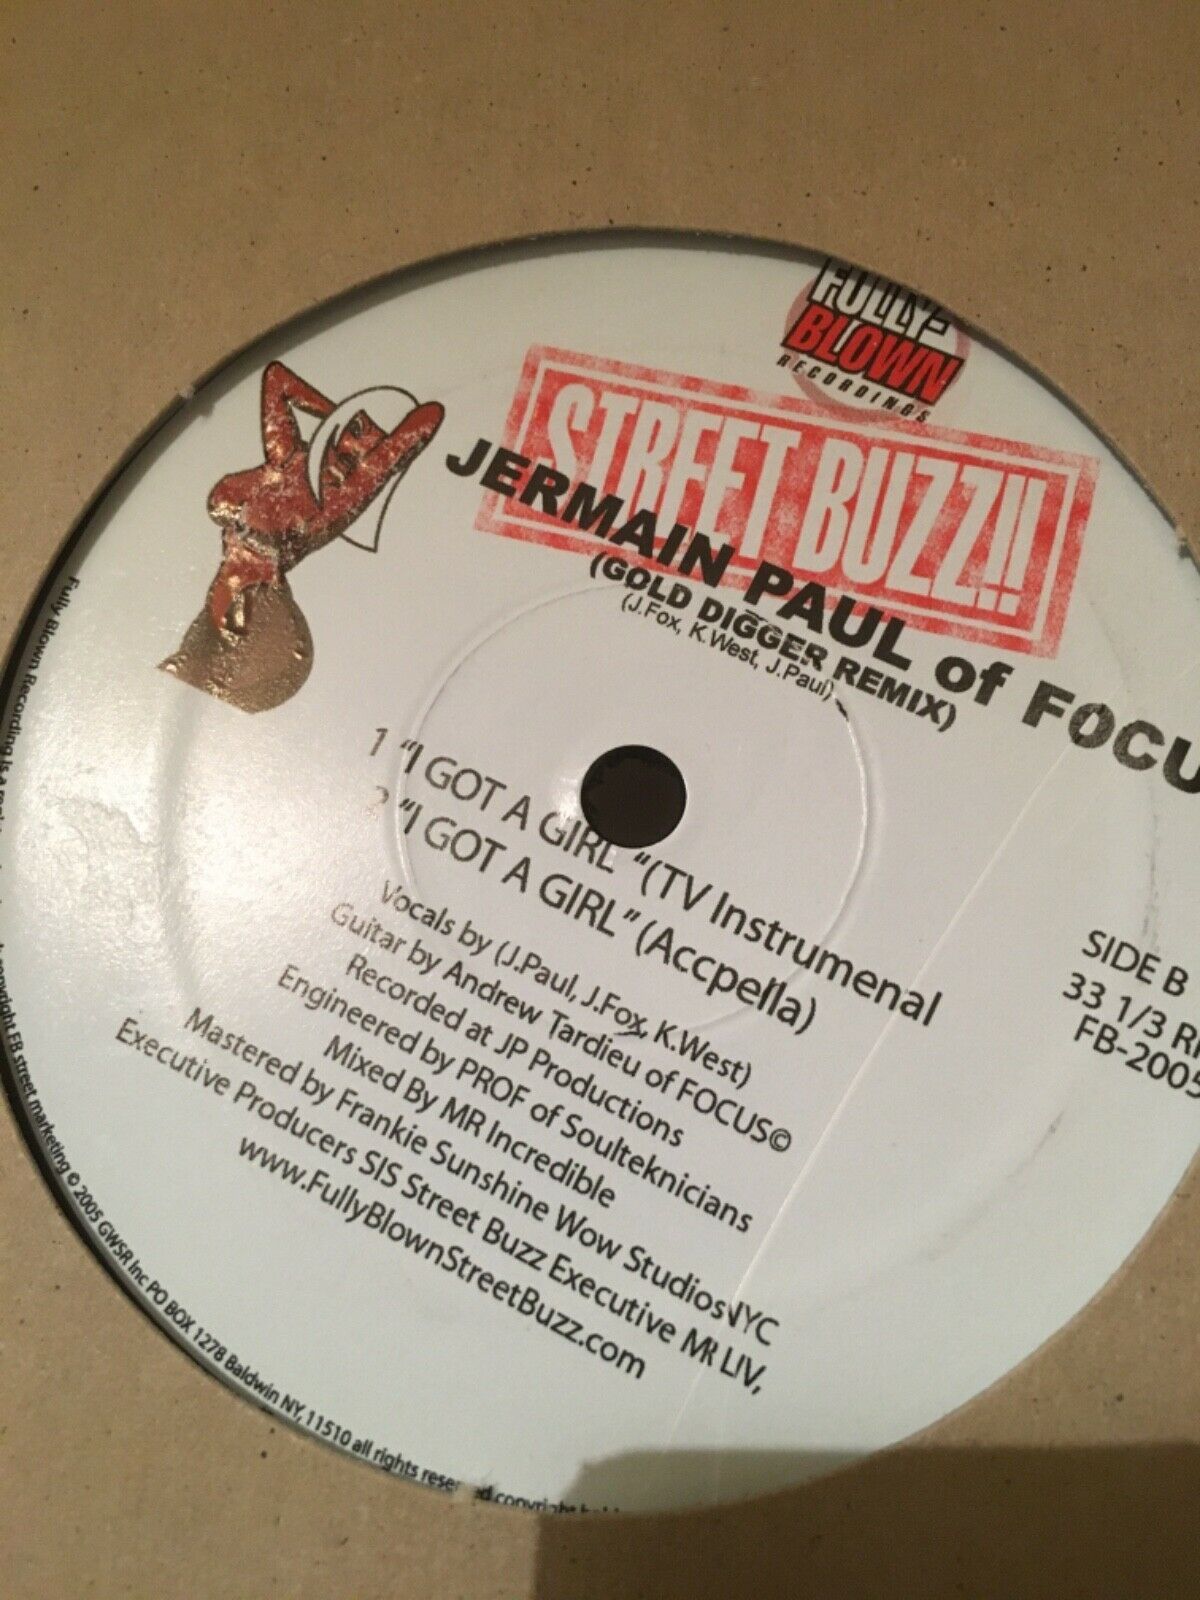 FULLY-
BLOWN
RECORDINGS
STREET BUZZ!!
JERMAIN PAUL of FOCU
(GOLD DIGGER REMIX)
(J.Fox, K.West, J.Paul)
1 "I GOT A GIRL "(TV Instrumenal
2 "I GOT A GIRL" (Accpella)
SIDE B
33 1/3 R
FB-2005
Vocals by (J.Paul, J.Fox, K.West)
Guitar by Andrew Tardieu of FOCUS©
Recorded at JP Productions
Engineered by PROF of Soulteknicians
Mixed By MR Incredible
Mastered by Frankie Sunshine Wow Studios NYC
Executive Producers SIS Street Buzz Executive MR LIV,
www.FullyBlownStreetBuzz.com
Fully Blown Recording Is A
copyright FB street marketing © 2005 GWSR Inc PO BOX 1278 Baldwin NY, 11510 all rights reser